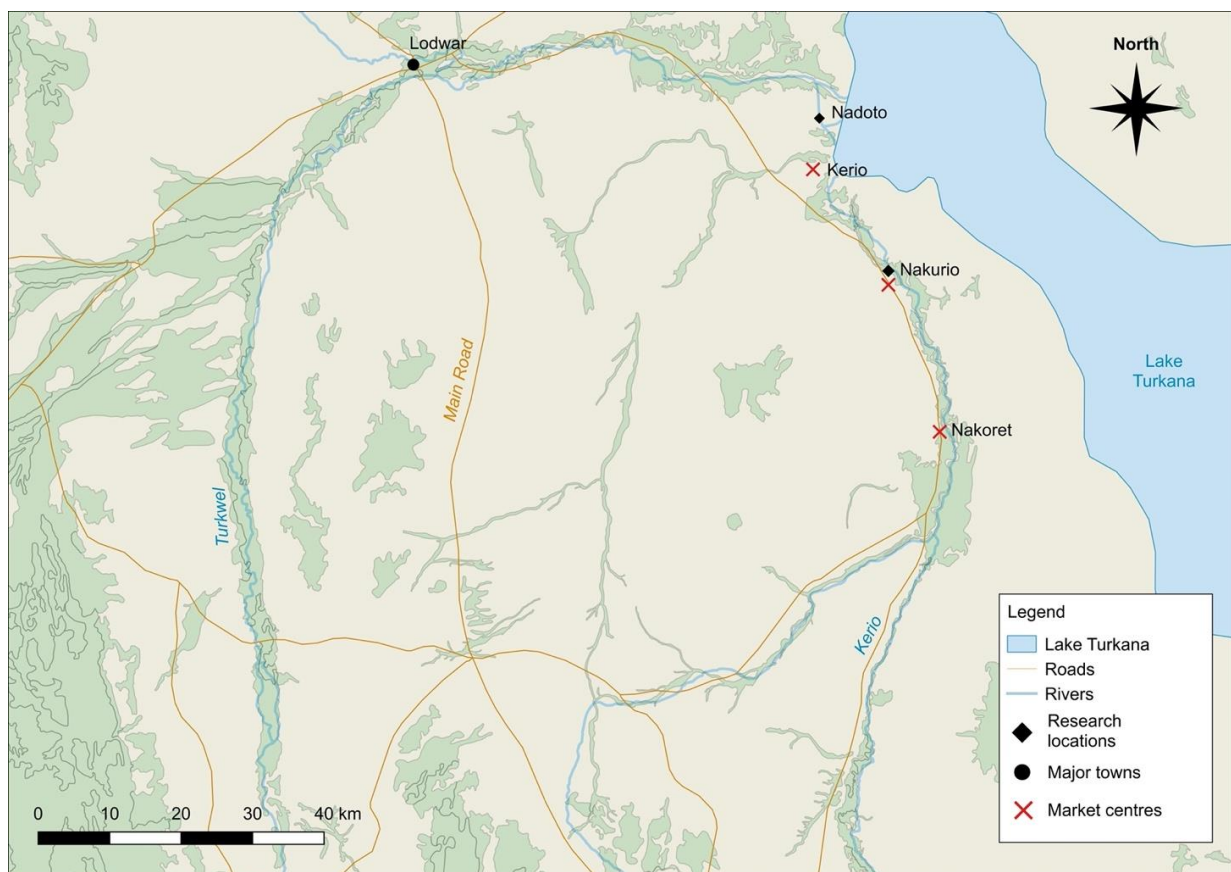 Lodwar
North
Nadoto
Kerio
Nakurio
Lake
Turkana
Main Road
Nakoret
Turkwel
Kerio
Legend
Lake Turkana
Roads
Rivers
Research
locations
Major towns
Market centres
0 10 20 30 40 km